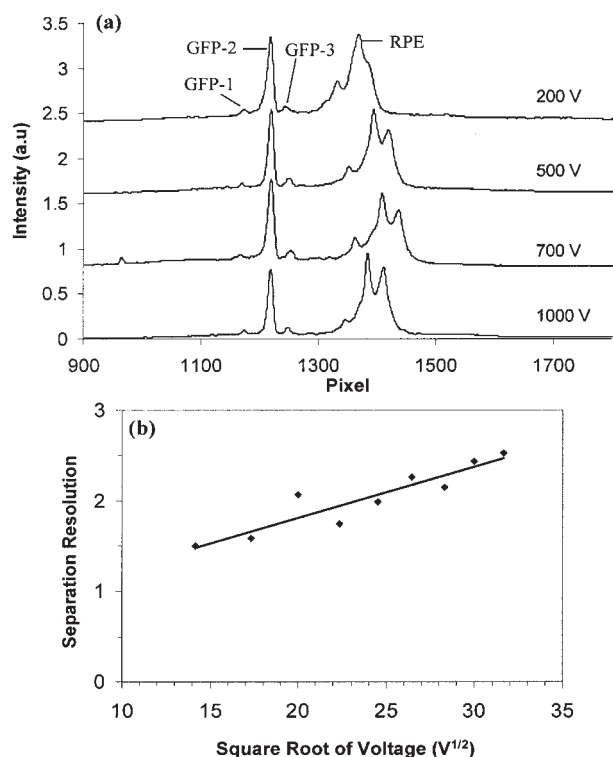 (a)
3.5
3
2.5
2
1.5
1
0.5
0
Intensity (a.u)
GFP-1
GFP-2
GFP-3
RPE
200 V
500 V
700 V
1000 V
900 1100 1300 1500 1700
Pixel
(b)
3
2
1
0
Separation Resolution
10 15 20 25 30 35
Square Root of Voltage (V1/2)